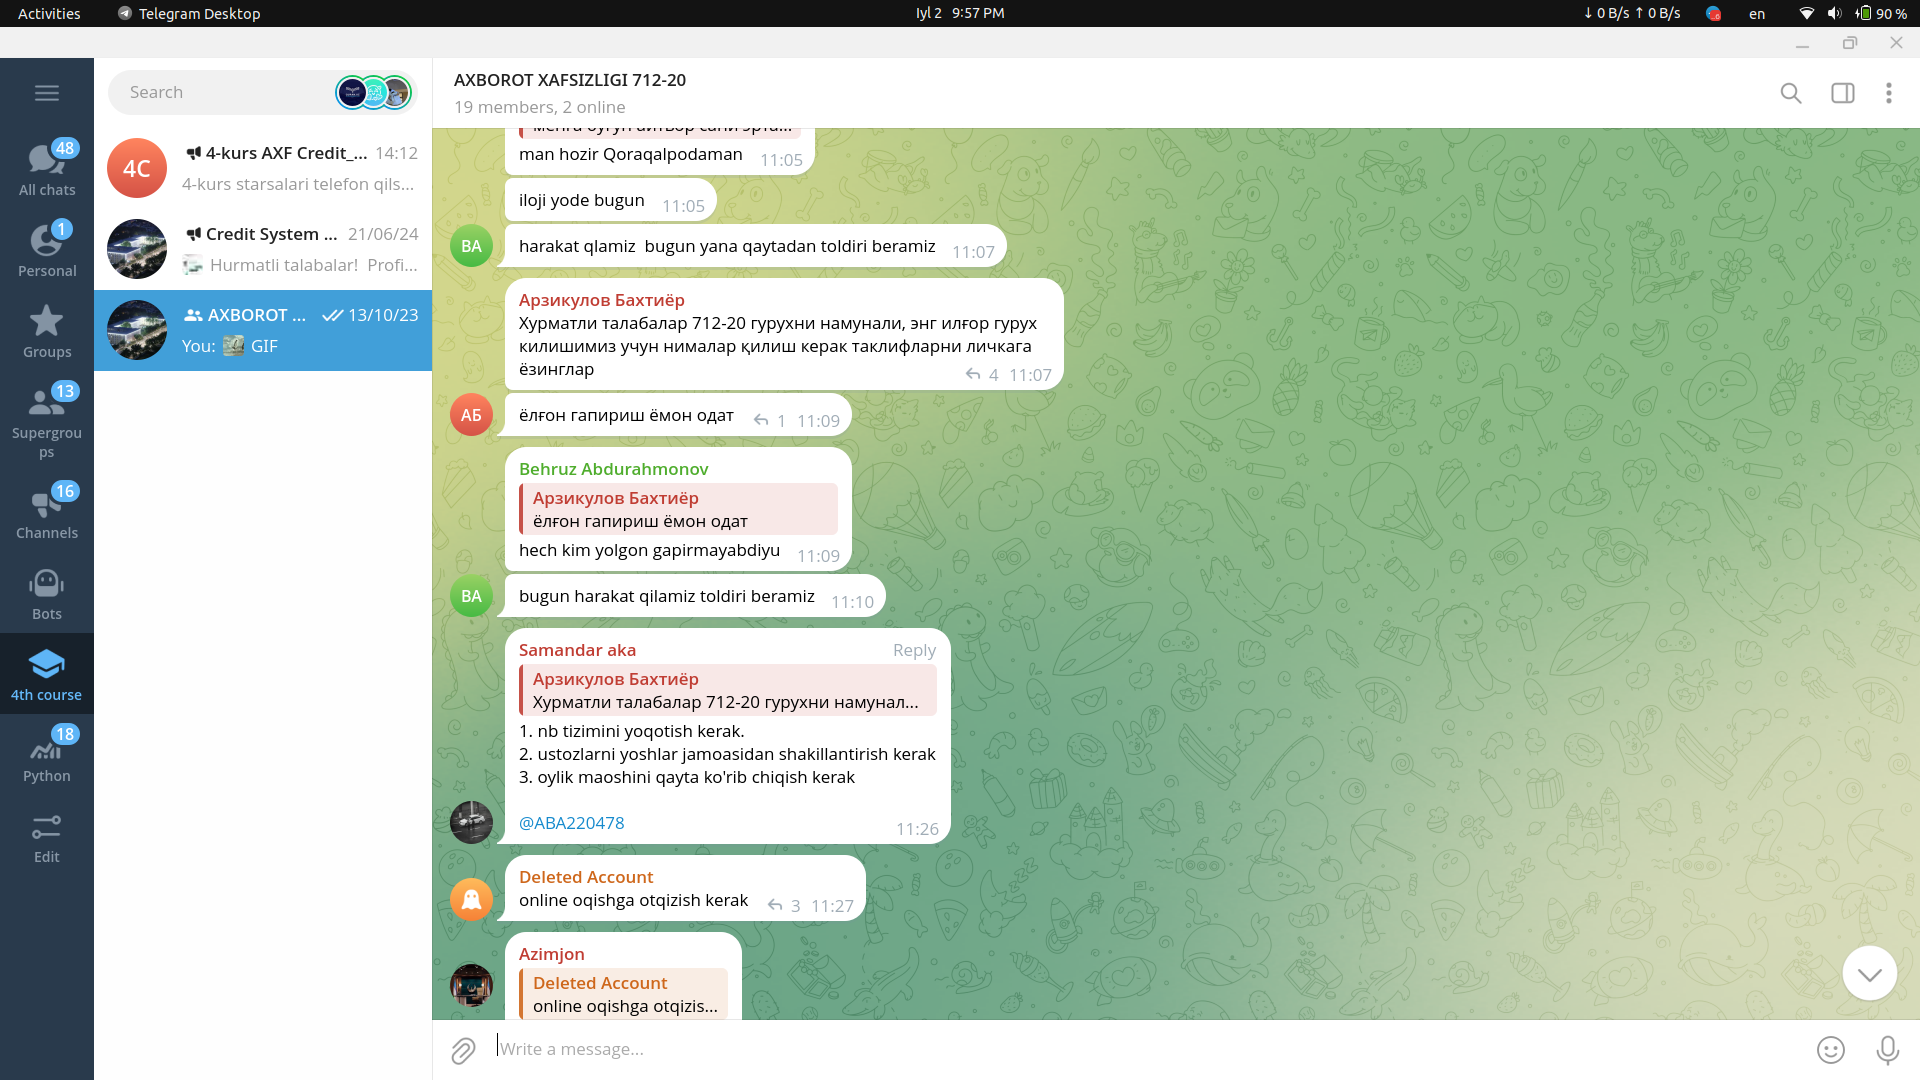 Activities
Telegram Desktop
Iyl 2 9:57 PM
↓ 0 B/s ↑ 0 B/s
en
90 %
Search
48
All chats
1
Personal
Groups
13
Supergrou
ps
16
Channels
Bots
4th course
18
Python
Edit
4C
4-kurs AXF Credit_...
14:12
4-kurs starsalari telefon qils...
Credit System ...
21/06/24
Hurmatli talabalar! Profi...
AXBOROT ...
13/10/23
You: GIF
AXBOROT XAFSIZLIGI 712-20
19 members, 2 online
man hozir Qoraqalpodaman
11:05
iloji yode bugun
11:05
BA
harakat qlamiz bugun yana qaytadan toldiri beramiz
11:07
Арзикулов Бахтиёр
Хурматли талабалар 712-20 гурухни намунали, энг илғор гурух
килишимиз учун нималар қилиш керак таклифларни личкага
ёзинглар
4 11:07
АБ
ёлғон гапириш ёмон одат
1 11:09
Behruz Abdurahmonov
Арзикулов Бахтиёр
ёлғон гапириш ёмон одат
hech kim yolgon gapirmayabdiyu
11:09
BA
bugun harakat qilamiz toldiri beramiz
11:10
Samandar aka
Reply
Арзикулов Бахтиёр
Хурматли талабалар 712-20 гурухни намунал...
1. nb tizimini yoqotish kerak.
2. ustozlarni yoshlar jamoasidan shakillantirish kerak
3. oylik maoshini qayta ko'rib chiqish kerak
@ABA220478
11:26
Deleted Account
online oqishga otqizish kerak
3 11:27
Azimjon
Deleted Account
online oqishga otqizis...
Write a message...